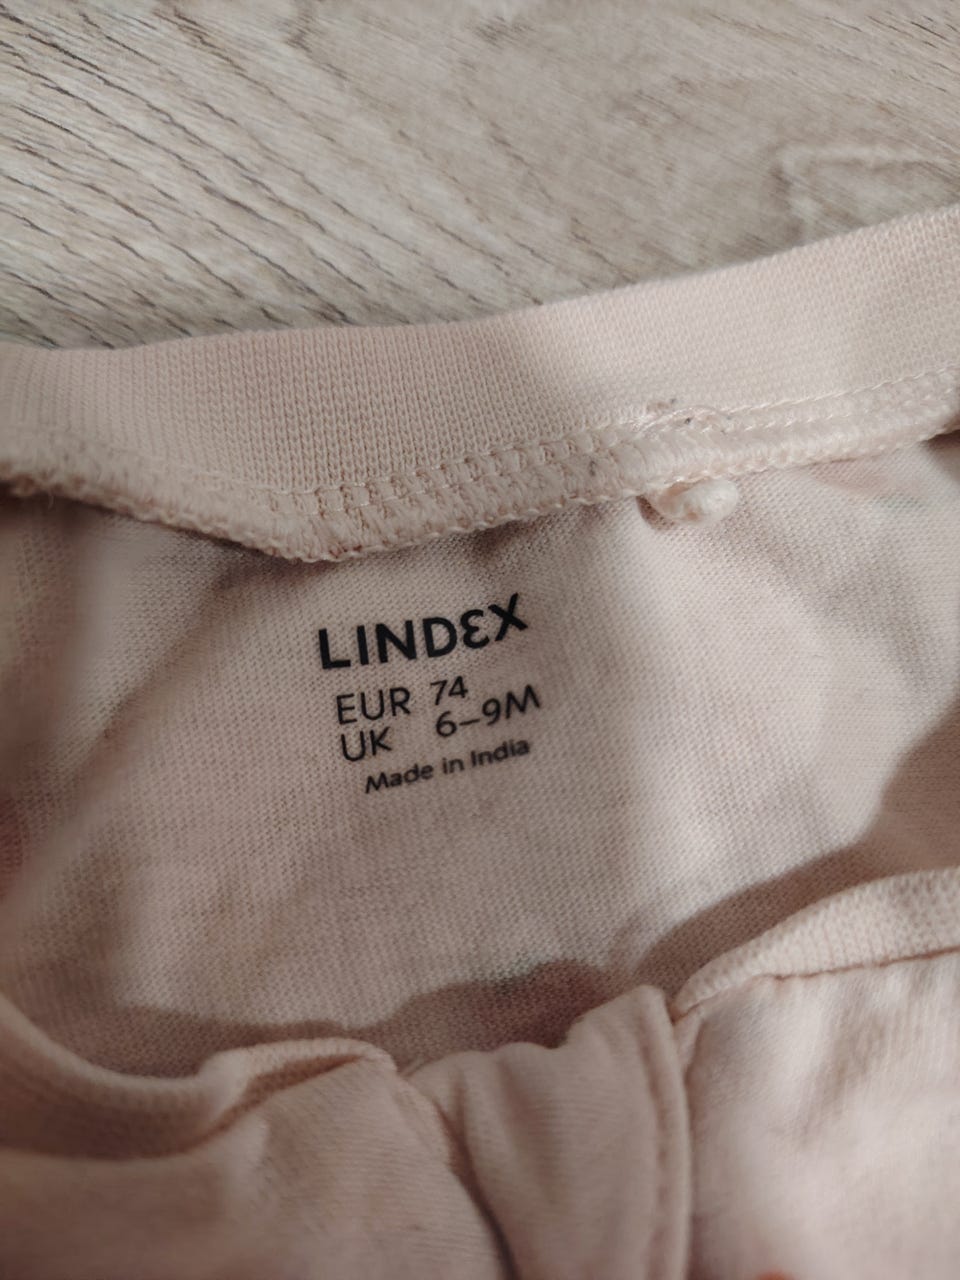 LINDEX
EUR 74
UK 6–9M
Made in India